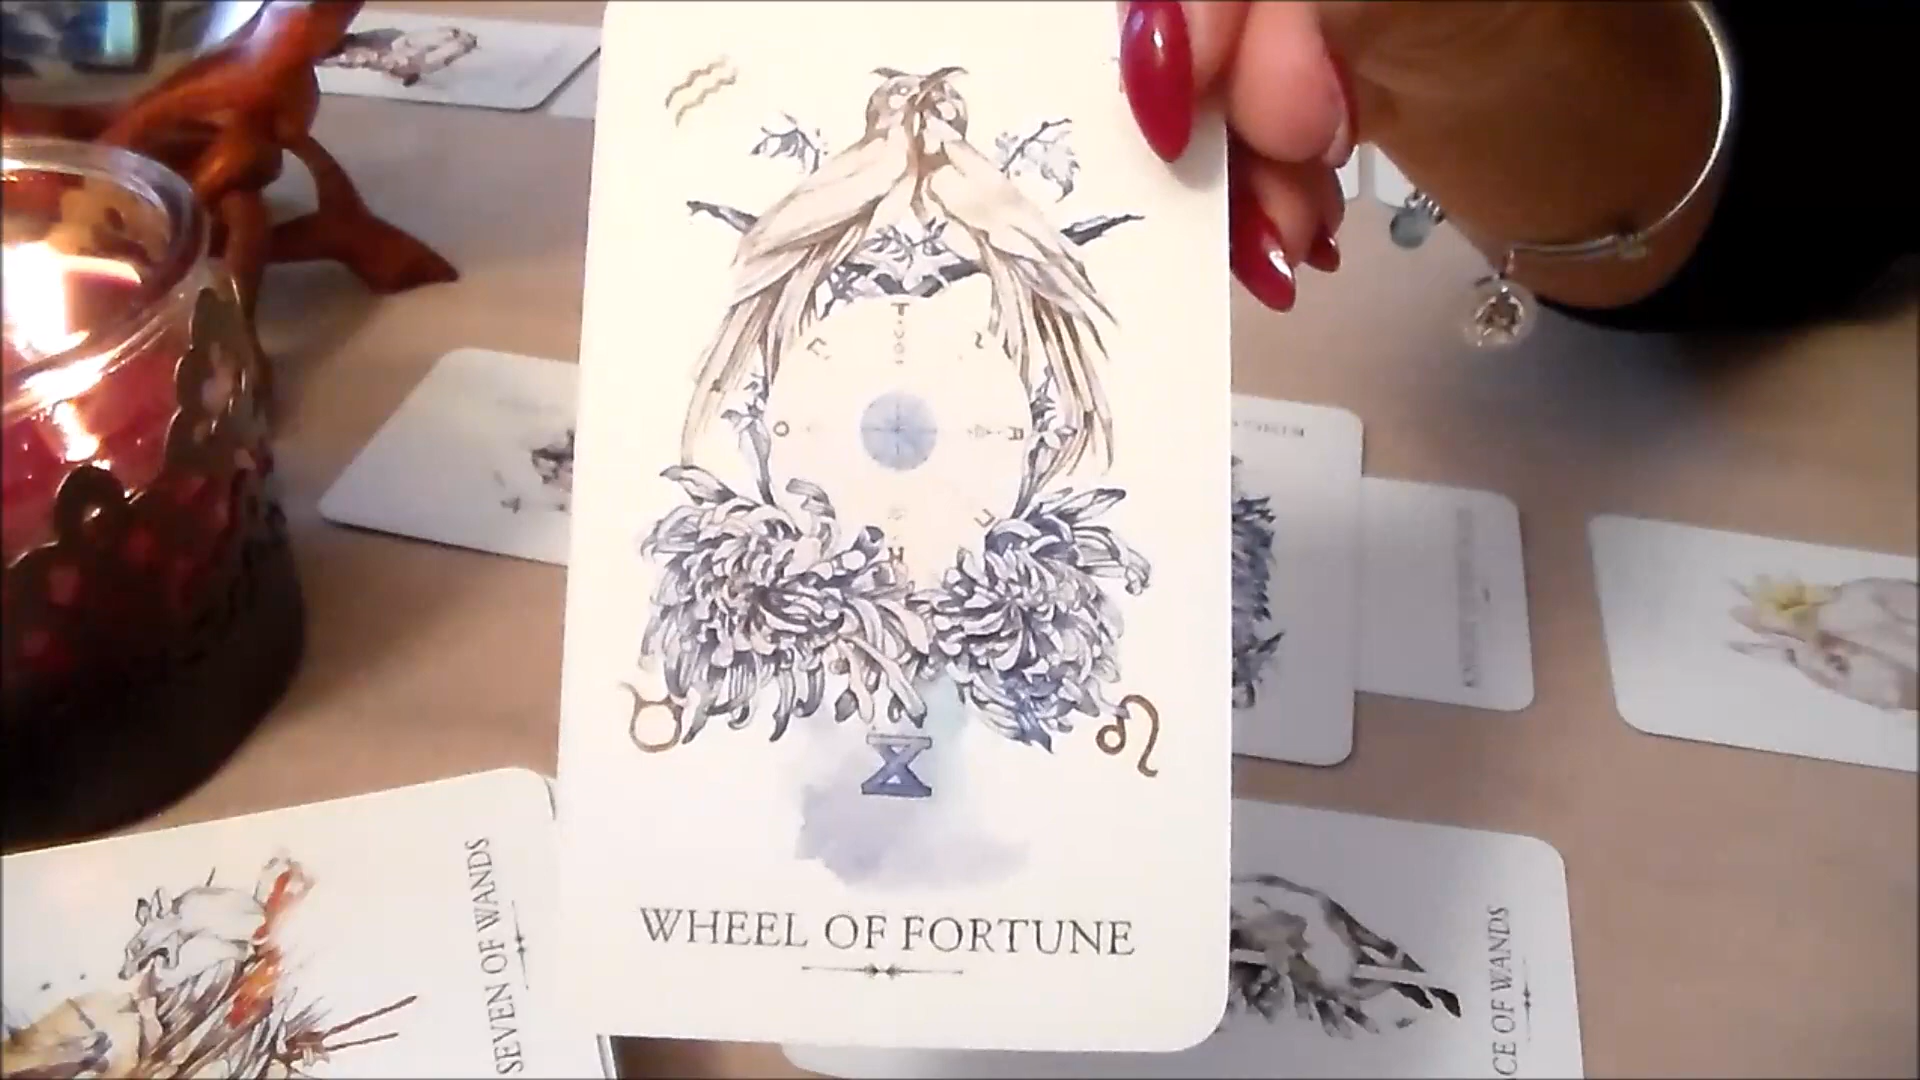 X
WHEEL OF FORTUNE
SEVEN OF WANDS
CE OF WANDS